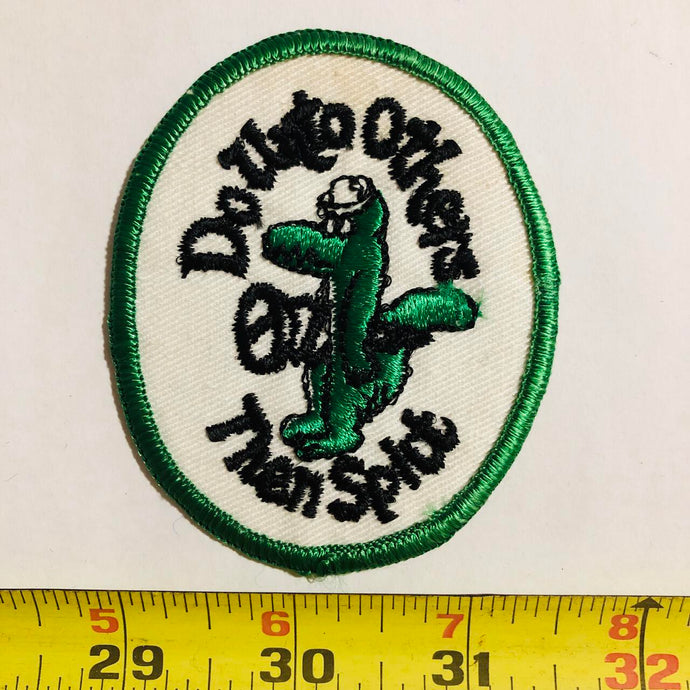 Do Unto Others
Then Split
5 6 7 8
29 30 31 32